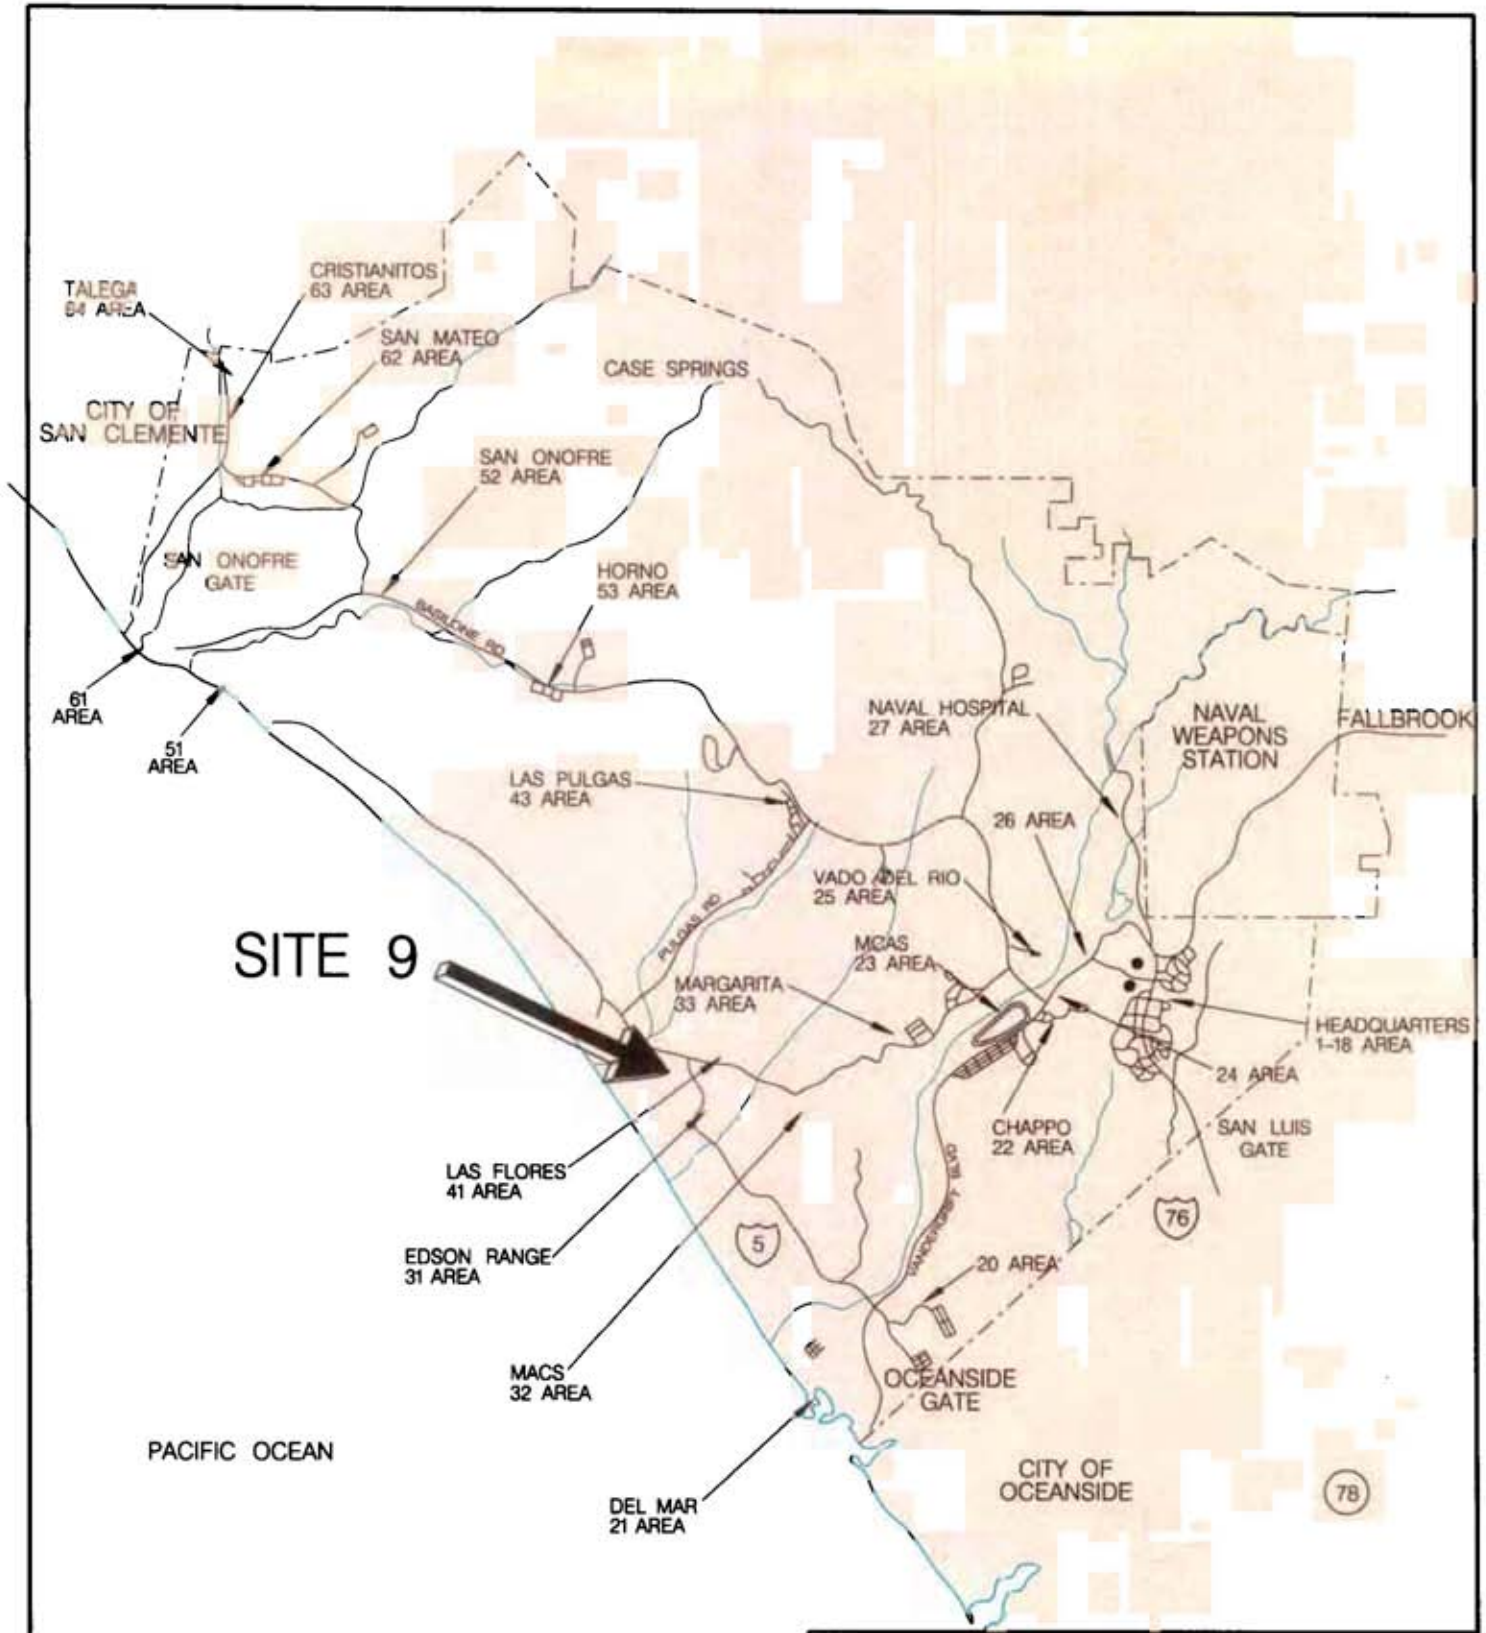 TALEGA
64 AREA
CRISTIANITOS
63 AREA
SAN MATEO
62 AREA
CASE SPRINGS
CITY OF
SAN CLEMENTE
SAN ONOFRE
52 AREA
SAN ONOFRE
GATE
HORNO
53 AREA
BASILONE RD
61
AREA
51
AREA
NAVAL HOSPITAL
27 AREA
NAVAL
WEAPONS
STATION
FALLBROOK
LAS PULGAS
43 AREA
26 AREA
VADO DEL RIO
25 AREA
PULGAS RD
MCAS
23 AREA
SITE 9
MARGARITA
33 AREA
HEADQUARTERS
1-18 AREA
24 AREA
CHAPPO
22 AREA
SAN LUIS
GATE
LAS FLORES
41 AREA
VANDERGRIFT BLVD
76
5
EDSON RANGE
31 AREA
20 AREA
MACS
32 AREA
OCEANSIDE
GATE
PACIFIC OCEAN
CITY OF
OCEANSIDE
78
DEL MAR
21 AREA